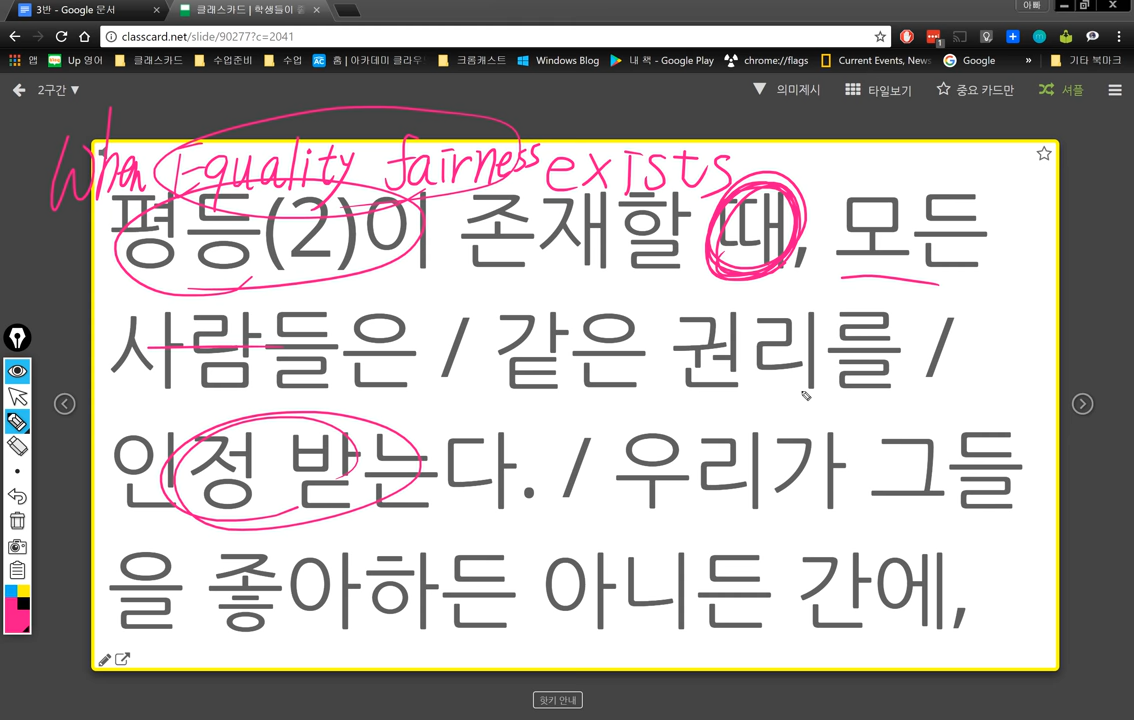 3반 - Google 문서
클래스카드 | 학생들이 좋
아빠
classcard.net/slide/90277?c=2041
앱 Up 영어 클래스카드 수업준비 수업 홈 | 아카데미 클라우 크롬캐스트 Windows Blog 내 책 - Google Play chrome://flags Current Events, News Google » 기타 북마크
2구간 ▼ 의미제시 타일보기 중요 카드만 셔플
When Equality fairness exists
평등(2)이 존재할 때, 모든
사람들은 / 같은 권리를 /
인정 받는다. / 우리가 그들
을 좋아하든 아니든 간에,
핫키 안내